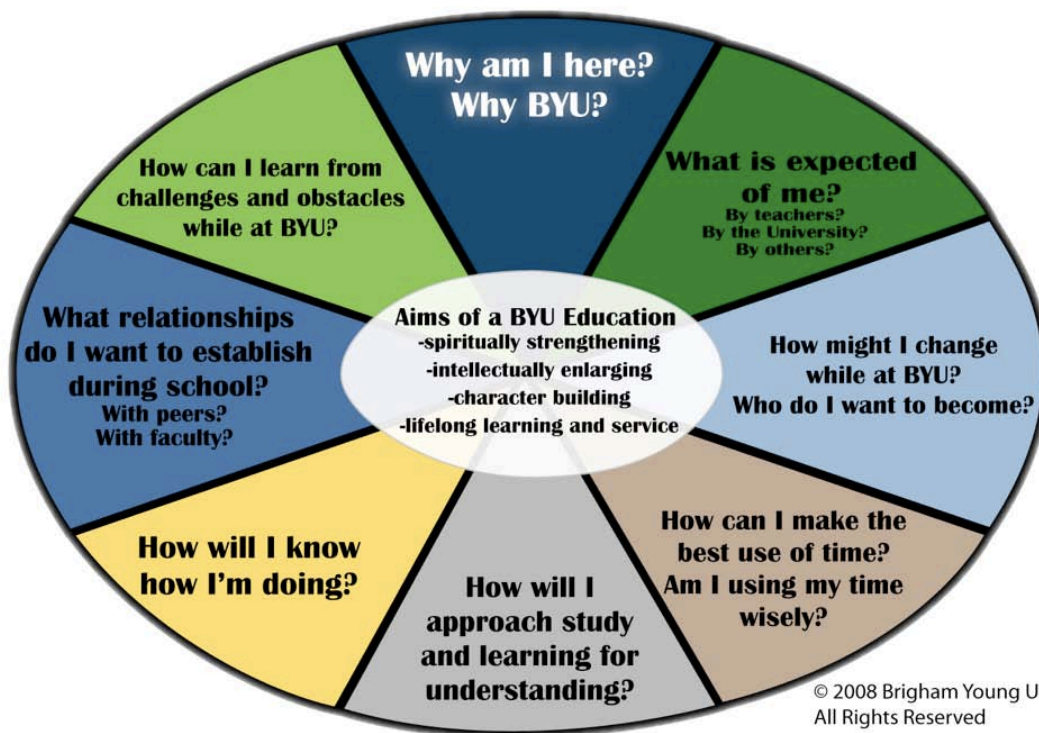 Why am I here?
Why BYU?
What is expected
of me?
By teachers?
By the University?
By others?
How might I change
while at BYU?
Who do I want to become?
How can I make the
best use of time?
Am I using my time
wisely?
How will I
approach study
and learning for
understanding?
How will I know
how I'm doing?
What relationships
do I want to establish
during school?
With peers?
With faculty?
How can I learn from
challenges and obstacles
while at BYU?
Aims of a BYU Education
-spiritually strengthening
-intellectually enlarging
-character building
-lifelong learning and service
© 2008 Brigham Young U
All Rights Reserved